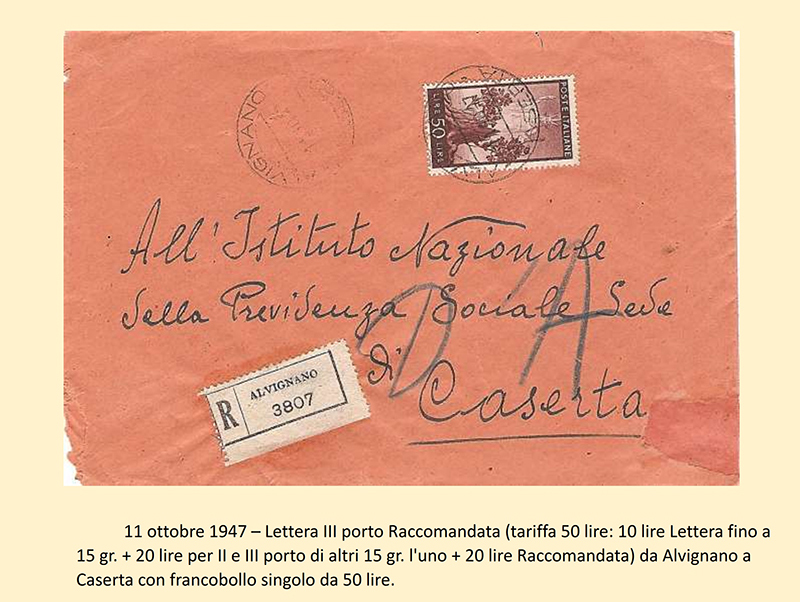 ALVIGNANO
POSTE ITALIANE
LIRE 50 LIRE
All'Istituto Nazionale
della Previdenza Sociale Sede
di
Caserta
D A
R
ALVIGNANO
3807
11 ottobre 1947 – Lettera III porto Raccomandata (tariffa 50 lire: 10 lire Lettera fino a
15 gr. + 20 lire per II e III porto di altri 15 gr. l'uno + 20 lire Raccomandata) da Alvignano a
Caserta con francobollo singolo da 50 lire.